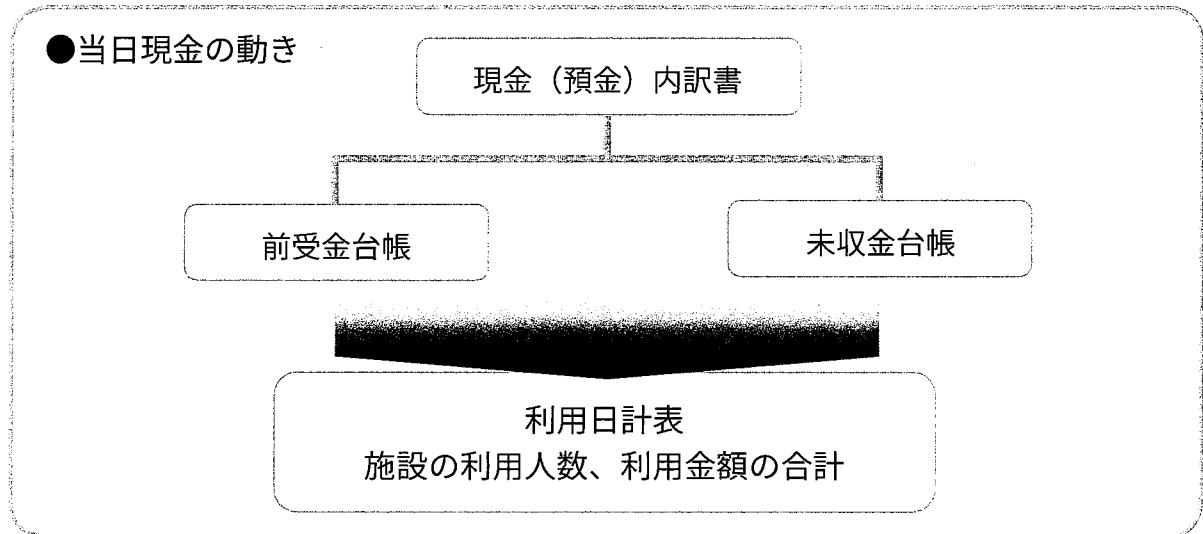 ●当日現金の動き
現金（預金）内訳書
前受金台帳
未収金台帳
利用日計表
施設の利用人数、利用金額の合計